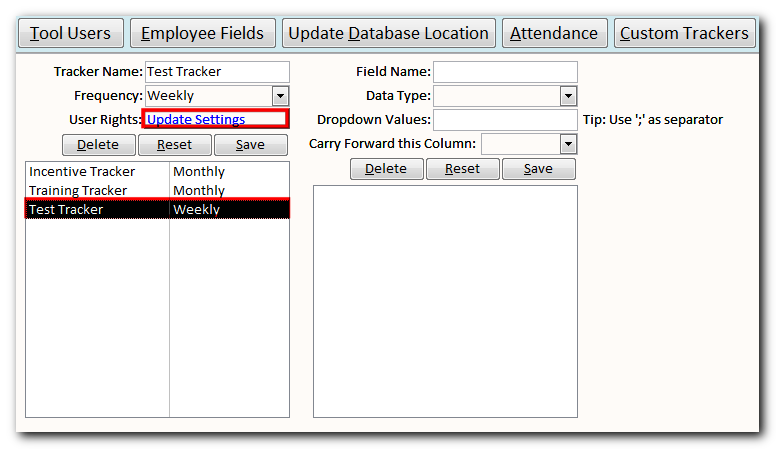 Tool Users Employee Fields Update Database Location Attendance Custom Trackers
Tracker Name: Test Tracker Field Name:
Frequency: Weekly Data Type:
User Rights: Update Settings Dropdown Values: Tip: Use ';' as separator
Carry Forward this Column:
Delete Reset Save
Delete Reset Save
Incentive Tracker Monthly
Training Tracker Monthly
Test Tracker Weekly